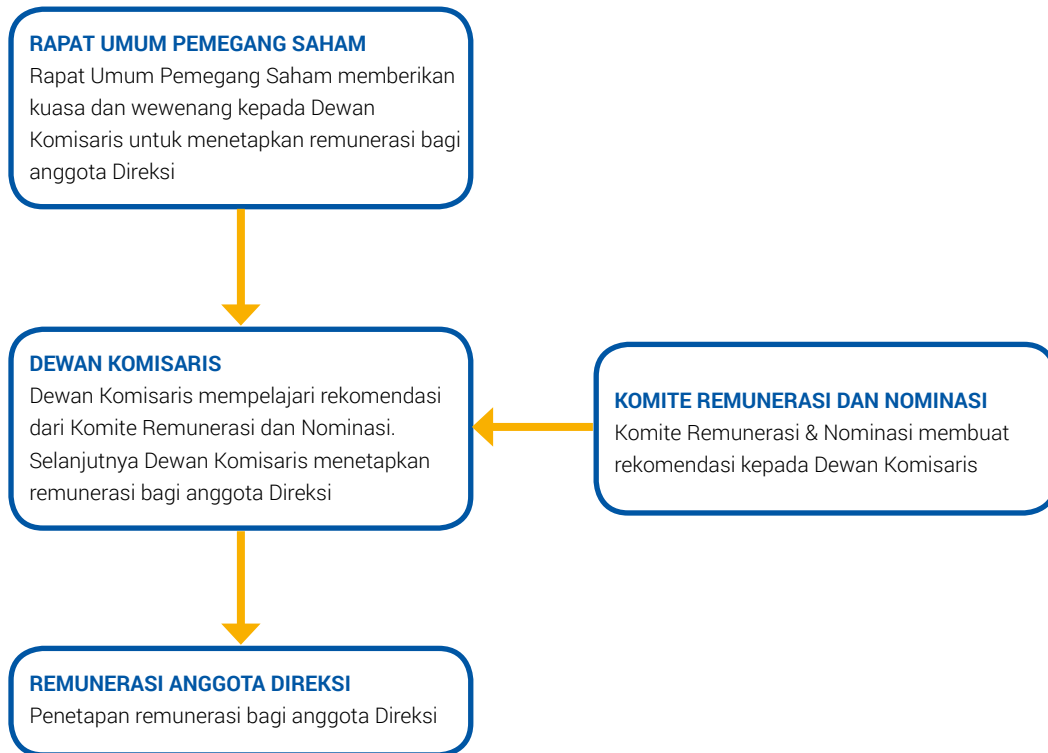 RAPAT UMUM PEMEGANG SAHAM
Rapat Umum Pemegang Saham memberikan
kuasa dan wewenang kepada Dewan
Komisaris untuk menetapkan remunerasi bagi
anggota Direksi
DEWAN KOMISARIS
Dewan Komisaris mempelajari rekomendasi
dari Komite Remunerasi dan Nominasi.
Selanjutnya Dewan Komisaris menetapkan
remunerasi bagi anggota Direksi
KOMITE REMUNERASI DAN NOMINASI
Komite Remunerasi & Nominasi membuat
rekomendasi kepada Dewan Komisaris
REMUNERASI ANGGOTA DIREKSI
Penetapan remunerasi bagi anggota Direksi